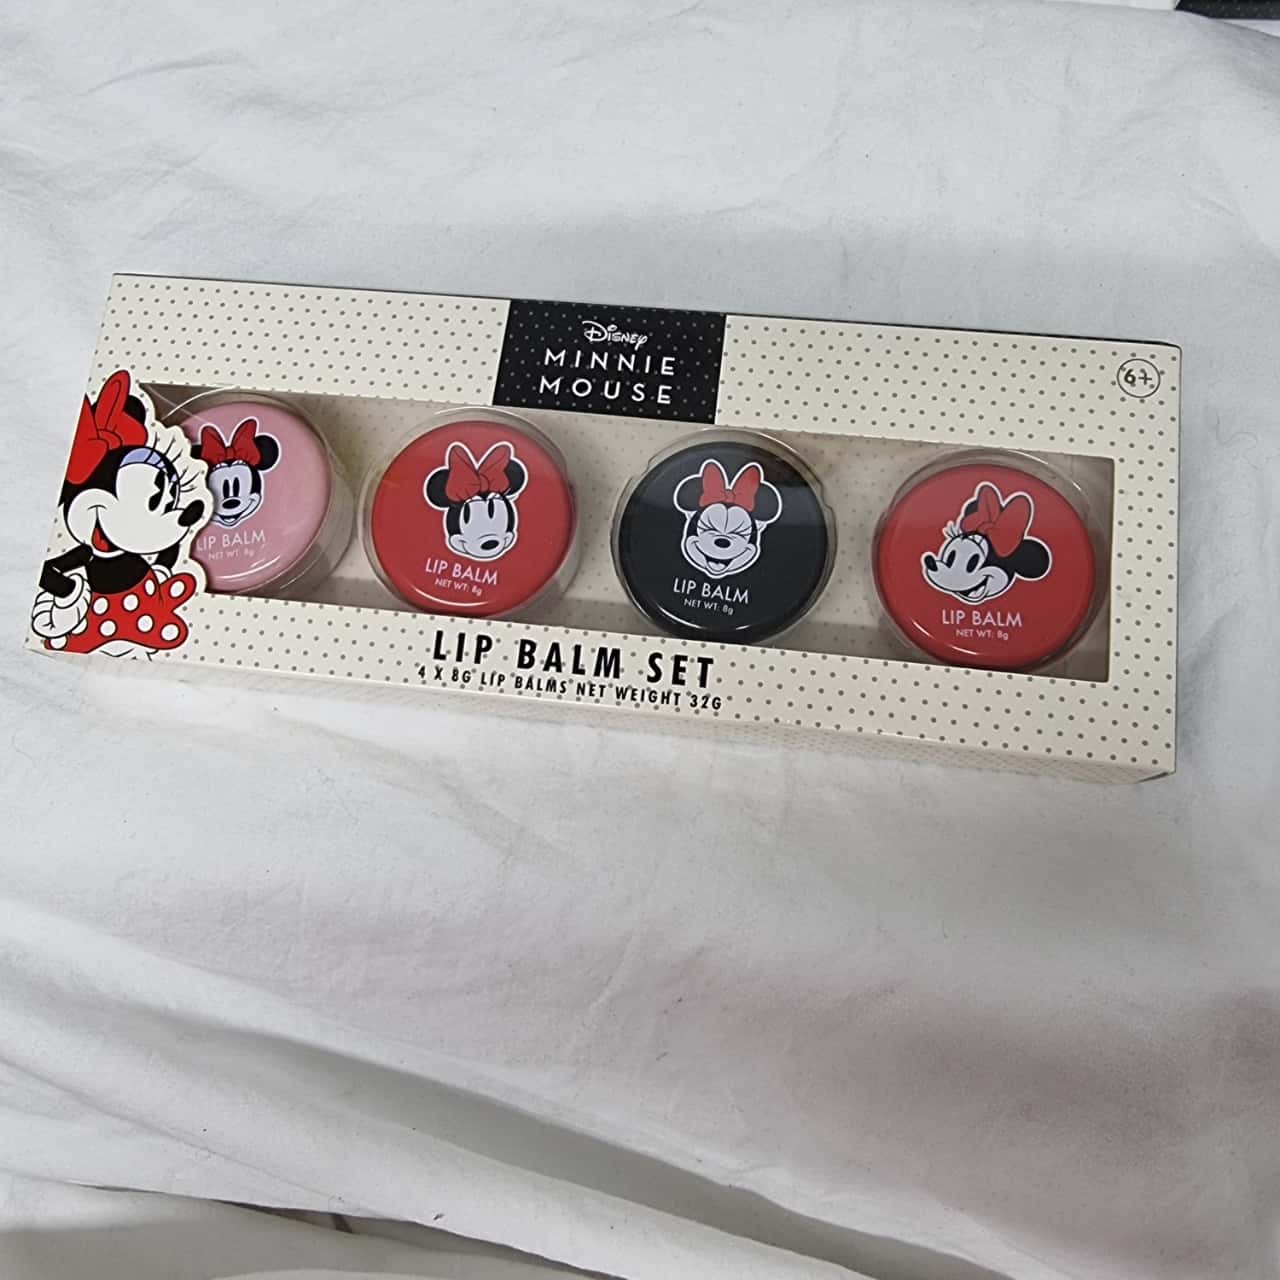 Disney
MINNIE
MOUSE
6+
LIP BALM
NET WT: 8g
LIP BALM
NET WT: 8g
LIP BALM
NET WT: 8g
LIP BALM
NET WT: 8g
LIP BALM SET
4 X 8G LIP BALMS NET WEIGHT 32G